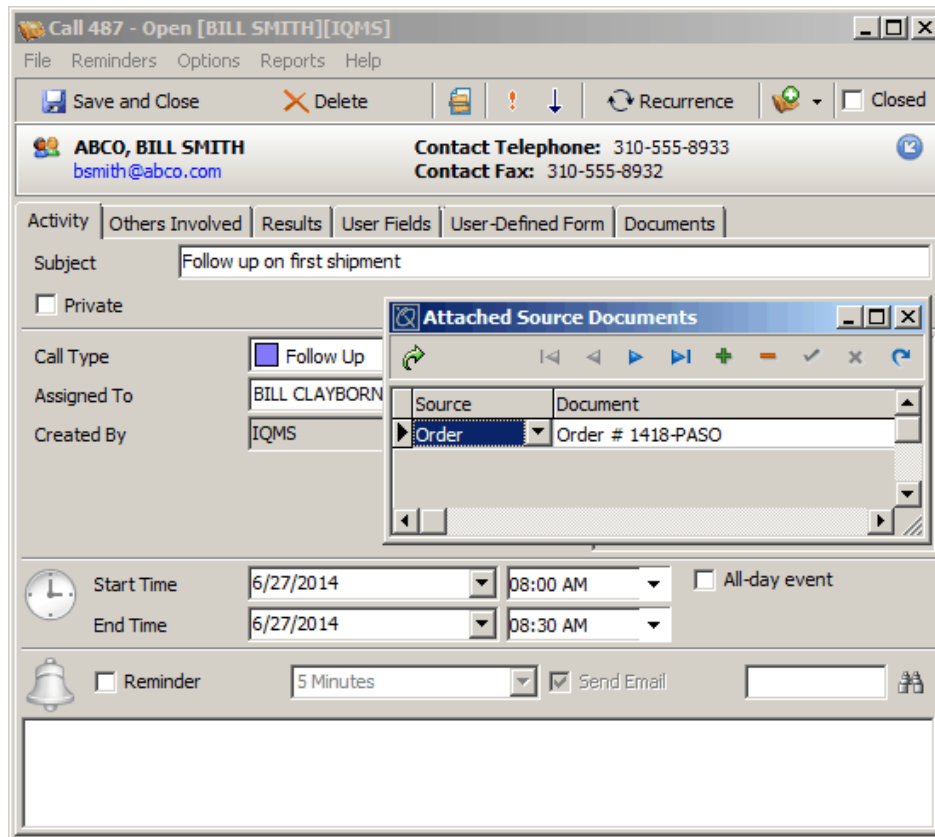 Call 487 - Open [BILL SMITH][IQMS]
File Reminders Options Reports Help
Save and Close Delete Recurrence Closed
ABCO, BILL SMITH Contact Telephone: 310-555-8933
bsmith@abco.com Contact Fax: 310-555-8932
Activity Others Involved Results User Fields User-Defined Form Documents
Subject Follow up on first shipment
Private
Call Type Follow Up
Assigned To BILL CLAYBORN
Created By IQMS
Attached Source Documents
Source Document
Order Order # 1418-PASO
Start Time 6/27/2014 08:00 AM All-day event
End Time 6/27/2014 08:30 AM
Reminder 5 Minutes Send Email